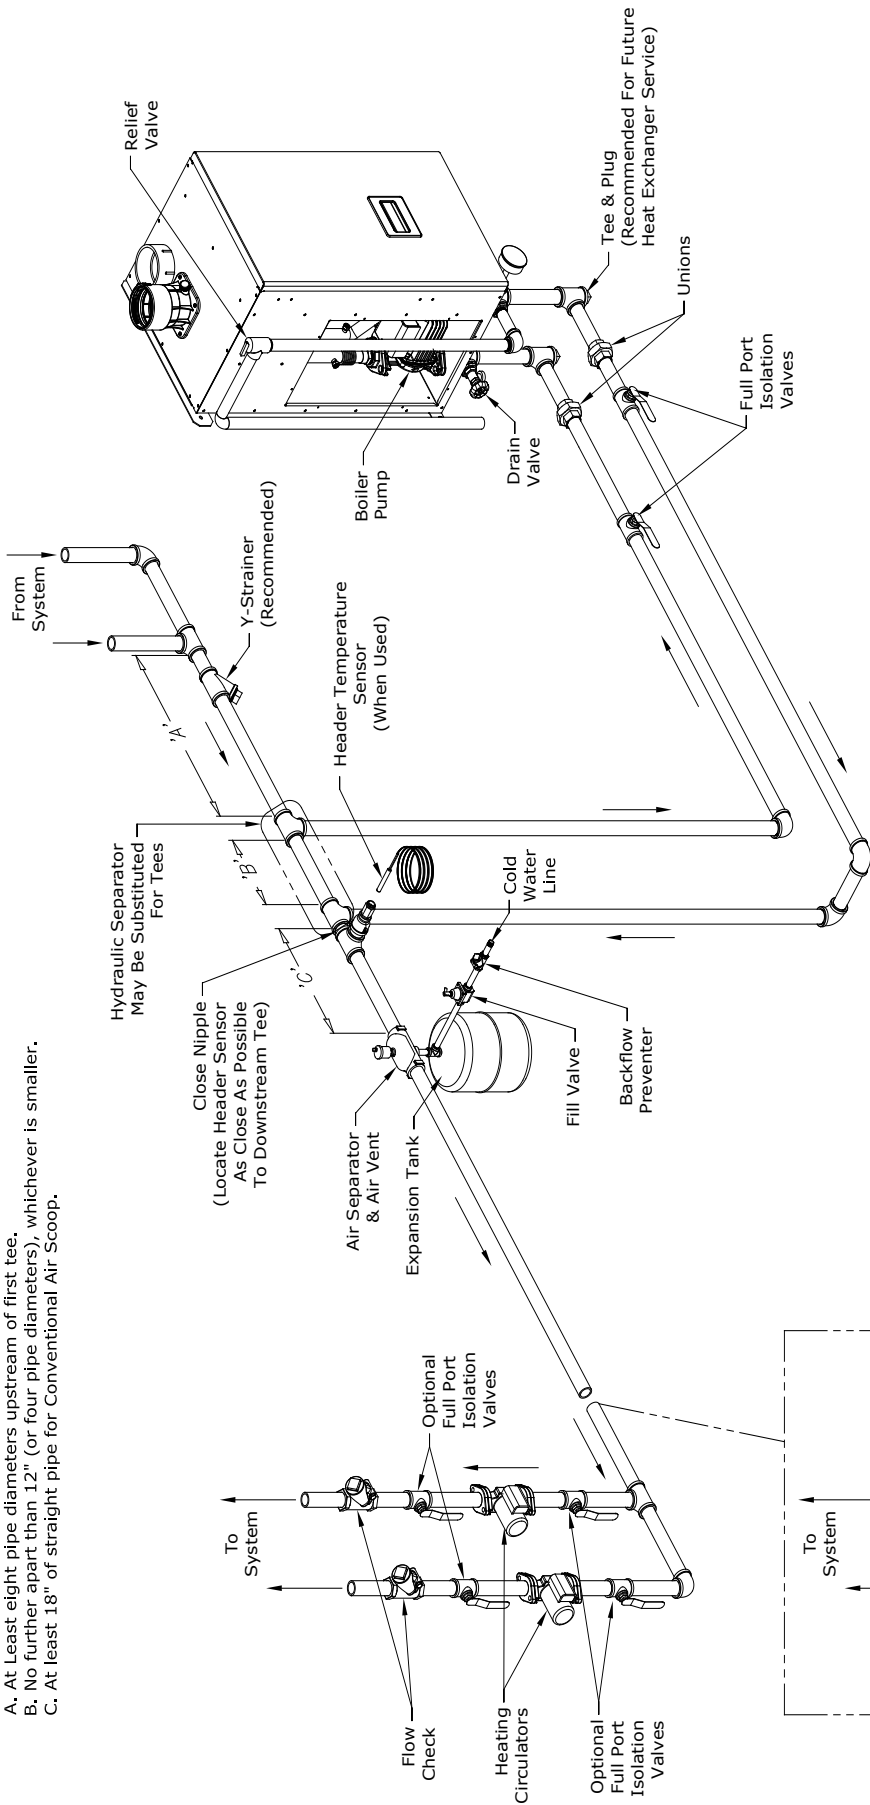 A. At Least eight pipe diameters upstream of first tee.
B. No further apart than 12" (or four pipe diameters), whichever is smaller.
C. At least 18" of straight pipe for Conventional Air Scoop.
Relief
Valve
From
System
Y-Strainer
(Recommended)
'A'
Hydraulic Separator
May Be Substituted
For Tees
'B'
Header Temperature
Sensor
(When Used)
Close Nipple
(Locate Header Sensor
As Close As Possible
To Downstream Tee)
'C'
Air Separator
& Air Vent
Expansion Tank
Cold
Water
Line
Fill Valve
Backflow
Preventer
Boiler
Pump
Drain
Valve
Tee & Plug
(Recommended For Future
Heat Exchanger Service)
Unions
Full Port
Isolation
Valves
Optional
Full Port
Isolation
Valves
To
System
Flow
Check
Heating
Circulators
Optional
Full Port
Isolation
Valves
To
System